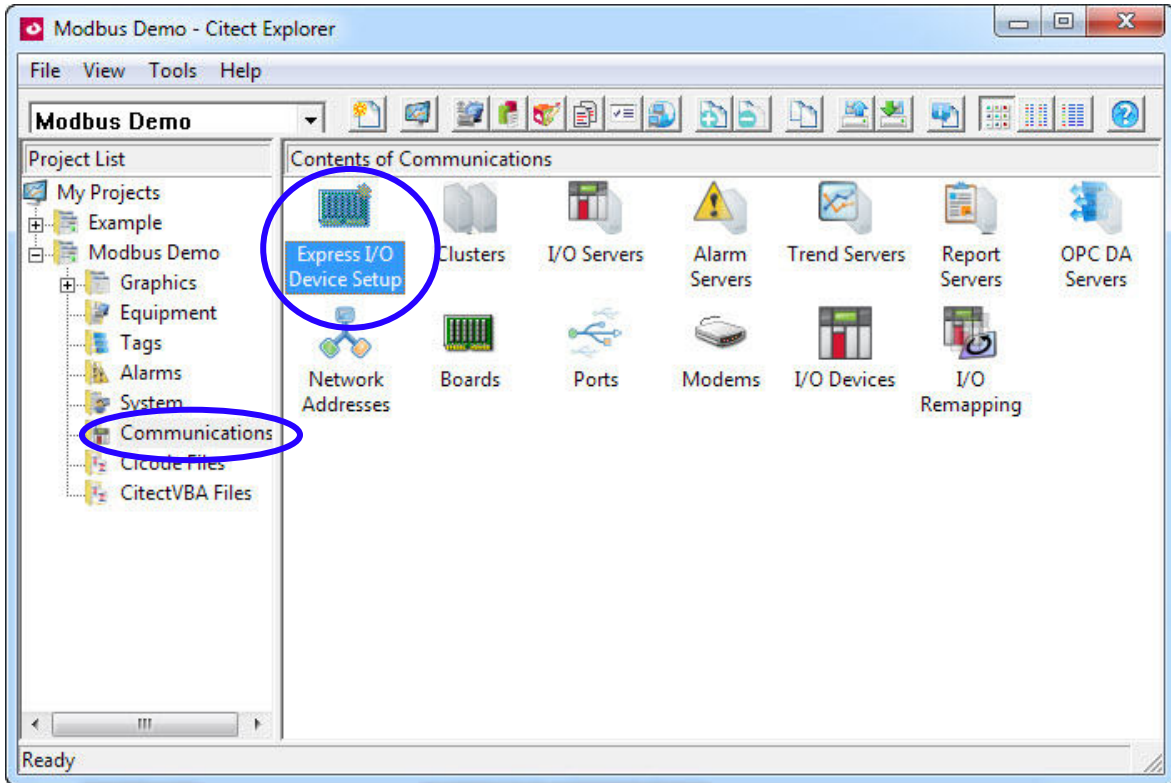 Modbus Demo - Citect Explorer
File View Tools Help
Modbus Demo
Project List
Contents of Communications
My Projects
Example
Modbus Demo
Graphics
Equipment
Tags
Alarms
System
Communications
Cicode Files
CitectVBA Files
Express I/O
Device Setup
Clusters
I/O Servers
Alarm
Servers
Trend Servers
Report
Servers
OPC DA
Servers
Network
Addresses
Boards
Ports
Modems
I/O Devices
I/O
Remapping
Ready